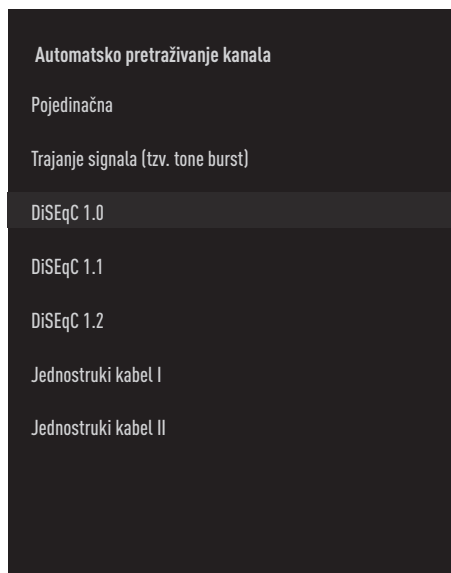 Automatsko pretraživanje kanala
Pojedinačna
Trajanje signala (tzv. tone burst)
DiSEqC 1.0
DiSEqC 1.1
DiSEqC 1.2
Jednostruki kabel I
Jednostruki kabel II